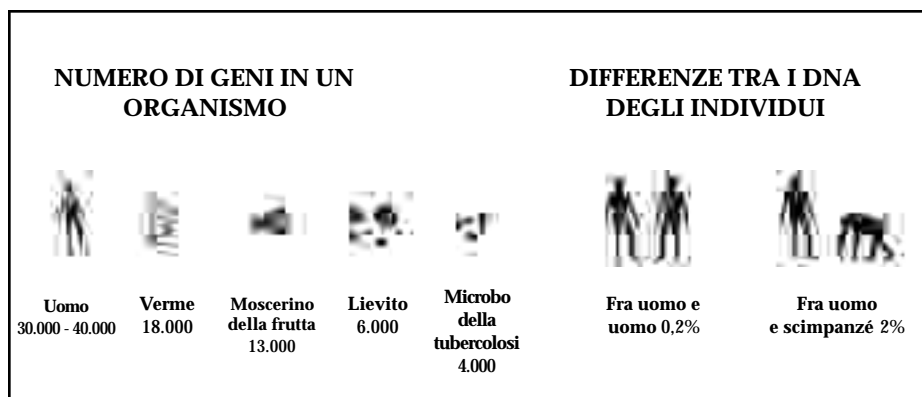 NUMERO DI GENI IN UN
ORGANISMO
Uomo
30.000 - 40.000
Verme
18.000
Moscerino
della frutta
13.000
Lievito
6.000
Microbo
della
tubercolosi
4.000
DIFFERENZE TRA I DNA
DEGLI INDIVIDUI
Fra uomo e
uomo 0,2%
Fra uomo
e scimpanzé 2%